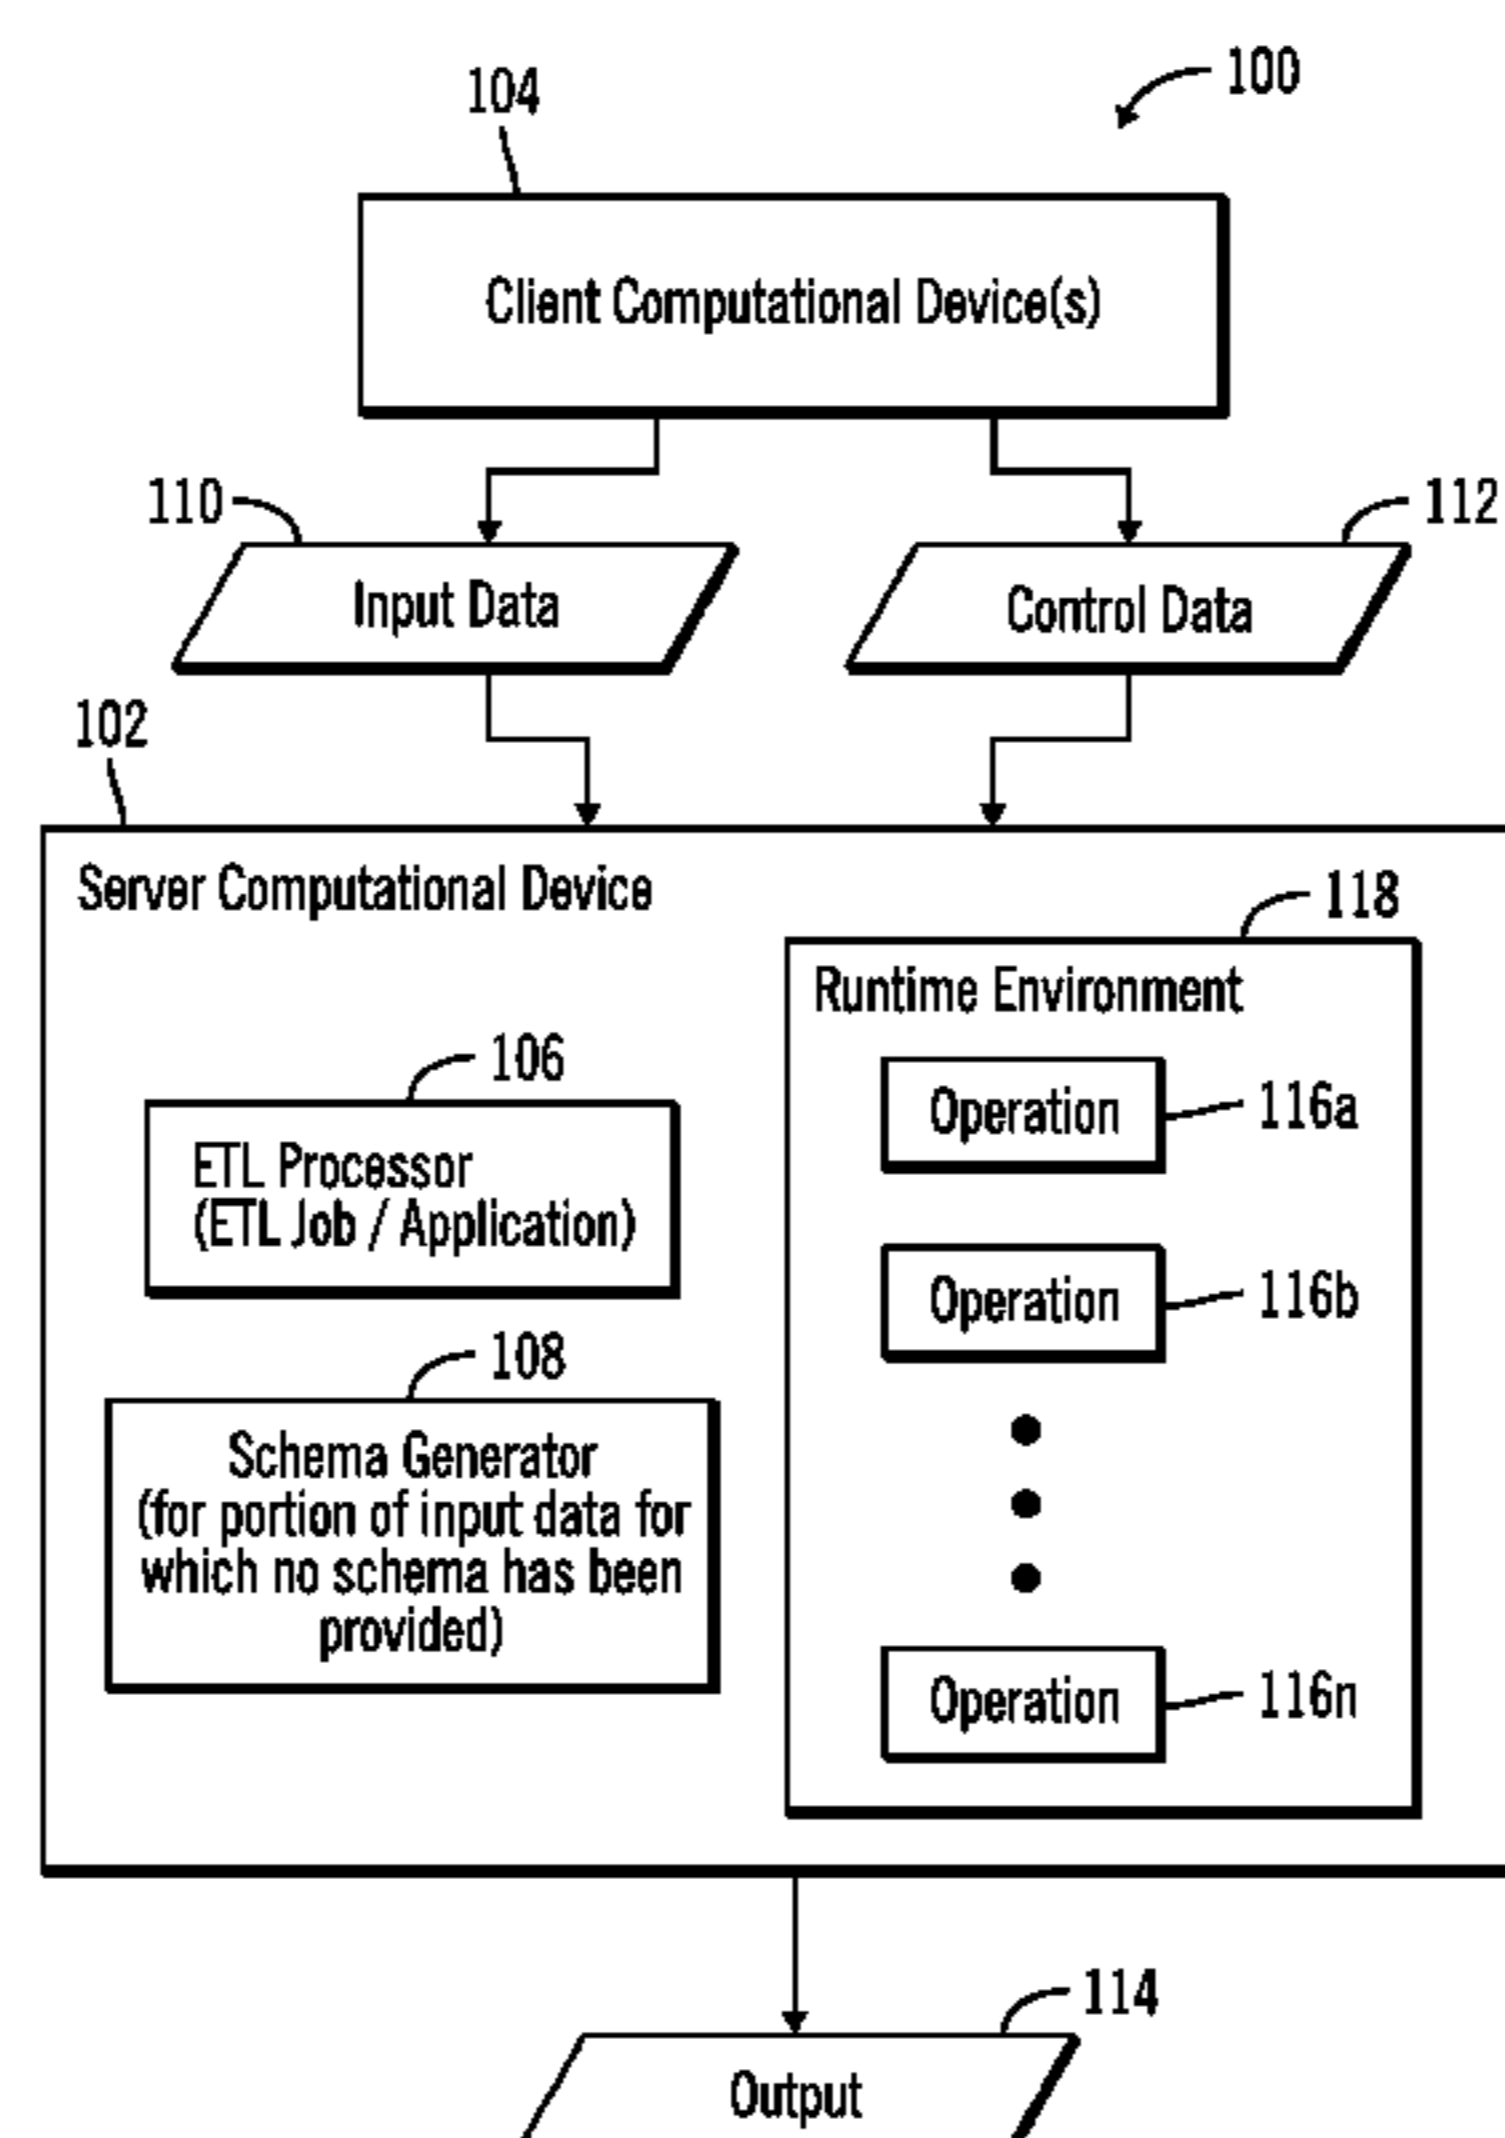 100
104
Client Computational Device(s)
110
112
Input Data
Control Data
102
Server Computational Device
118
Runtime Environment
106
ETL Processor
(ETL Job / Application)
Operation
116a
Operation
116b
108
Schema Generator
(for portion of input data for
which no schema has been
provided)
Operation
116n
114
Output